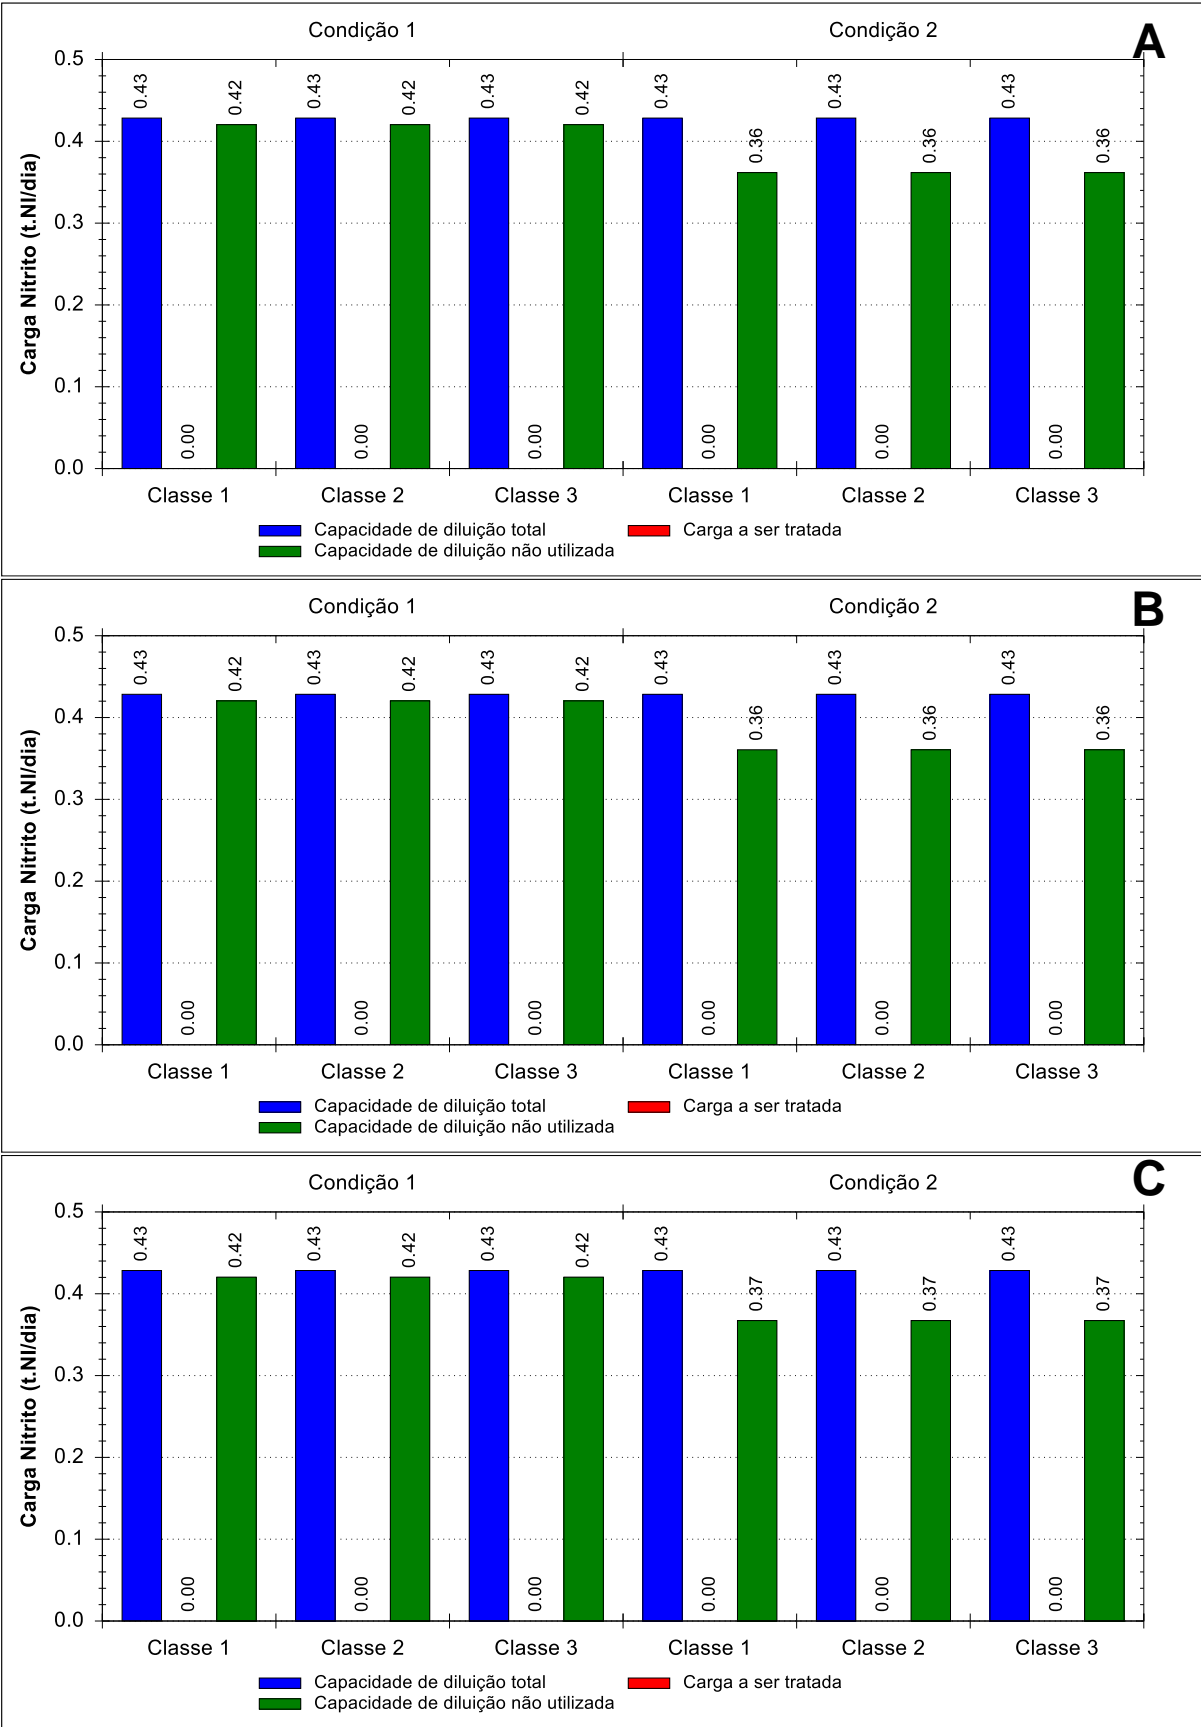 Condição 1 Condição 2 A
0.5
0.4
0.3
0.2
0.1
0.0
Carga Nitrito (t.NI/dia)
0.43 0.00 0.42 0.43 0.00 0.42 0.43 0.00 0.42 0.43 0.00 0.36 0.43 0.00 0.36 0.43 0.00 0.36
Classe 1 Classe 2 Classe 3 Classe 1 Classe 2 Classe 3
Capacidade de diluição total Carga a ser tratada
Capacidade de diluição não utilizada
Condição 1 Condição 2 B
0.5
0.4
0.3
0.2
0.1
0.0
Carga Nitrito (t.NI/dia)
0.43 0.00 0.42 0.43 0.00 0.42 0.43 0.00 0.42 0.43 0.00 0.36 0.43 0.00 0.36 0.43 0.00 0.36
Classe 1 Classe 2 Classe 3 Classe 1 Classe 2 Classe 3
Capacidade de diluição total Carga a ser tratada
Capacidade de diluição não utilizada
Condição 1 Condição 2 C
0.5
0.4
0.3
0.2
0.1
0.0
Carga Nitrito (t.NI/dia)
0.43 0.00 0.42 0.43 0.00 0.42 0.43 0.00 0.42 0.43 0.00 0.37 0.43 0.00 0.37 0.43 0.00 0.37
Classe 1 Classe 2 Classe 3 Classe 1 Classe 2 Classe 3
Capacidade de diluição total Carga a ser tratada
Capacidade de diluição não utilizada